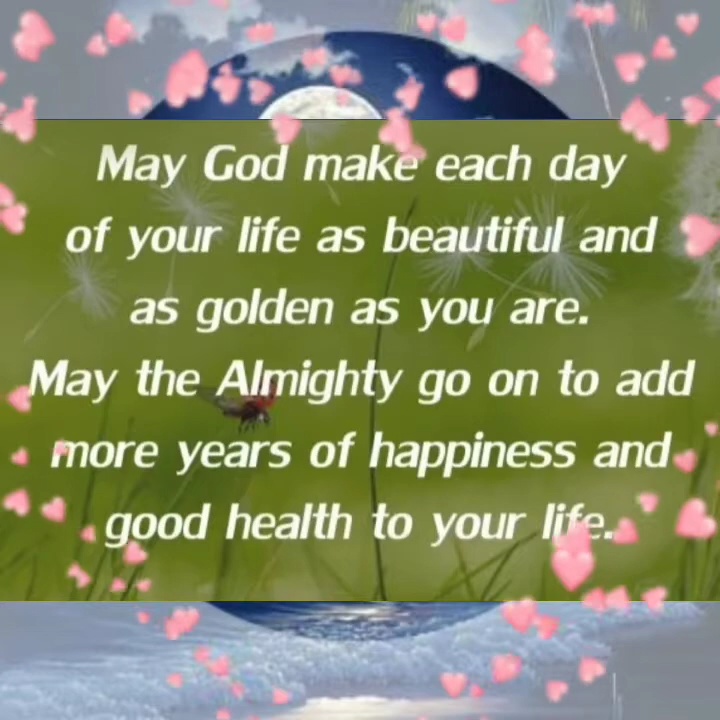 May God make each day
of your life as beautiful and
as golden as you are.
May the Almighty go on to add
more years of happiness and
good health to your life.